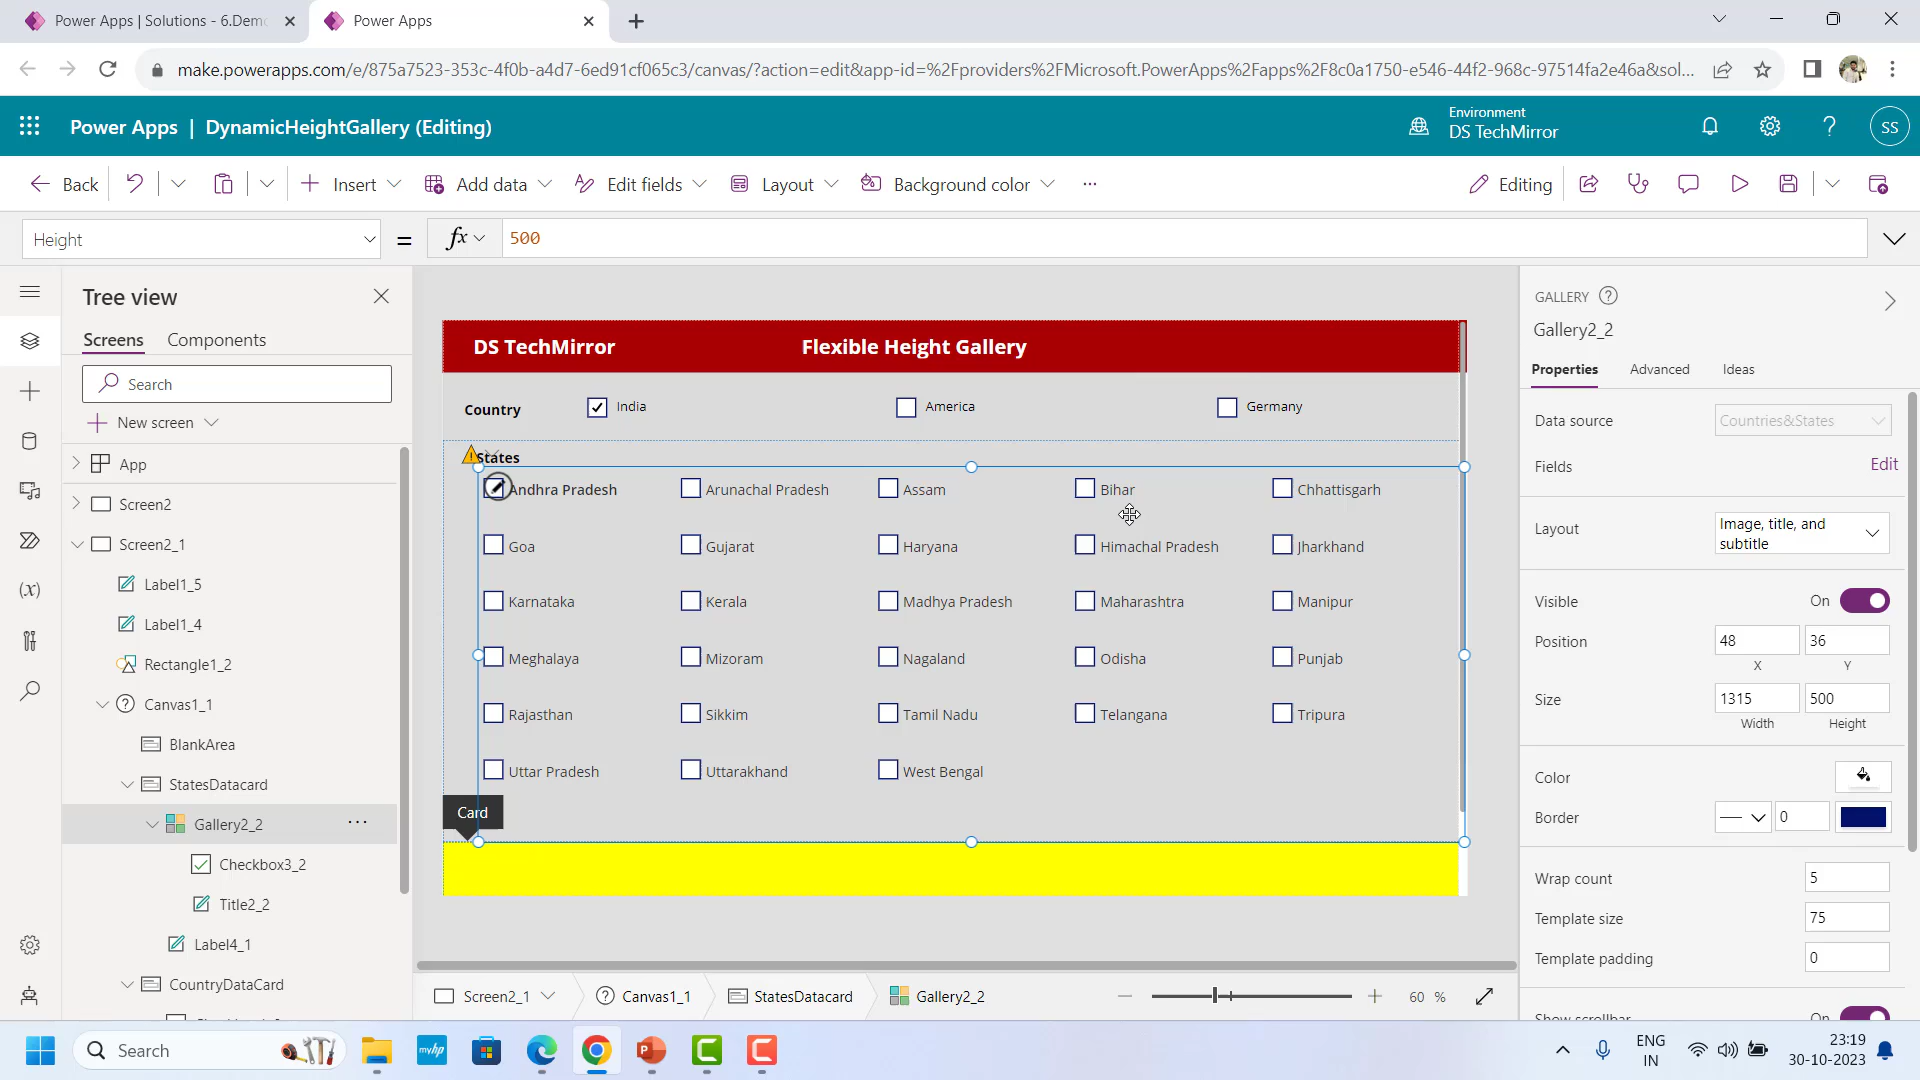 Power Apps | Solutions - 6.Demo
Power Apps
make.powerapps.com/e/875a7523-353c-4f0b-a4d7-6ed91cf065c3/canvas/?action=edit&app-id=%2Fproviders%2FMicrosoft.PowerApps%2Fapps%2F8c0a1750-e546-44f2-968c-97514fa2e46a&sol...
Power Apps | DynamicHeightGallery (Editing)
Environment
DS TechMirror
SS
Back
Insert
Add data
Edit fields
Layout
Background color
Editing
Height
=
fx
500
Tree view
Screens
Components
Search
New screen
App
Screen2
Screen2_1
Label1_5
Label1_4
Rectangle1_2
Canvas1_1
BlankArea
StatesDatacard
Gallery2_2
Checkbox3_2
Title2_2
Label4_1
CountryDataCard
DS TechMirror
Flexible Height Gallery
Country
India
America
Germany
States
Andhra Pradesh
Arunachal Pradesh
Assam
Bihar
Chhattisgarh
Goa
Gujarat
Haryana
Himachal Pradesh
Jharkhand
Karnataka
Kerala
Madhya Pradesh
Maharashtra
Manipur
Meghalaya
Mizoram
Nagaland
Odisha
Punjab
Rajasthan
Sikkim
Tamil Nadu
Telangana
Tripura
Uttar Pradesh
Uttarakhand
West Bengal
Card
Screen2_1
Canvas1_1
StatesDatacard
Gallery2_2
60 %
GALLERY
Gallery2_2
Properties
Advanced
Ideas
Data source
Countries&States
Fields
Edit
Layout
Image, title, and
subtitle
Visible
On
Position
48
36
X
Y
Size
1315
500
Width
Height
Color
Border
0
Wrap count
5
Template size
75
Template padding
0
Show scrollbar
On
Search
myhp
ENG
IN
23:19
30-10-2023